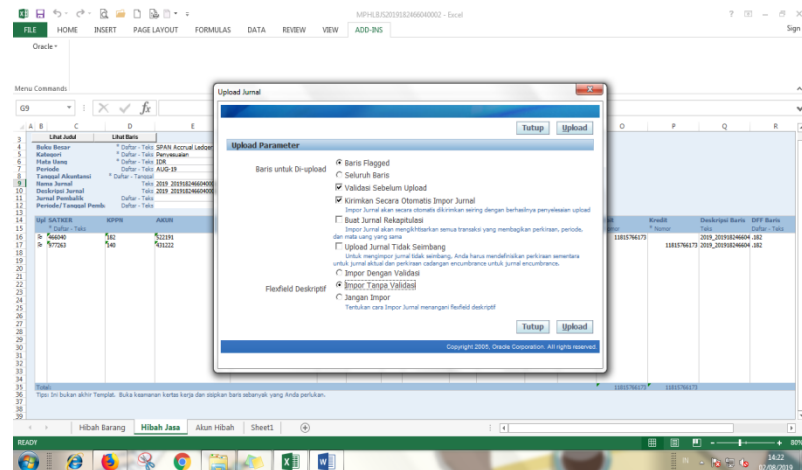 MPHLBJS2019182466040002 - Excel
FILE HOME INSERT PAGE LAYOUT FORMULAS DATA REVIEW VIEW ADD-INS Sign
Oracle
Menu Commands
G9
A B C D E O P Q R
Lihat Judul Lihat Baris
Buku Besar * Daftar - Teks SPAN Accrual Ledger
Kategori * Daftar - Teks Penyesuaian
Mata Uang * Daftar - Teks IDR
Periode Daftar - Teks AUG-19
Tanggal Akuntansi * Daftar - Tanggal
Nama Jurnal Teks
Deskripsi Jurnal Teks
Jurnal Pembalik Daftar - Teks
Periode/Tanggal Pemb Daftar - Teks
Upl SATKER KPPN AKUN Kredit Deskripsi Baris DFF Baris
* Daftar - Teks * Nomor Teks Daftar - Teks
466040 182 522191 11815766173 2019_201918246604 .182
977263 140 431222 11815766173 2019_201918246604 .182
Total: 11815766173 11815766173
Tips: Ini bukan akhir Templat. Buka keamanan kertas kerja dan sisipkan baris sebanyak yang Anda perlukan.
Upload Jurnal
Tutup Upload
Upload Parameter
Baris untuk Di-upload
Baris Flagged
Seluruh Baris
Validasi Sebelum Upload
Kirimkan Secara Otomatis Impor Jurnal
Impor Jurnal akan secara otomatis dikirimkan seiring dengan berhasilnya penyelesaian upload
Buat Jurnal Rekapitulasi
Impor Jurnal akan mengikhtisarkan semua transaksi yang membagikan perkiraan, periode,
dan mata uang yang sama
Upload Jurnal Tidak Seimbang
Untuk mengimpor jurnal tidak seimbang, Anda harus mendefinisikan perkiraan sementara
untuk jurnal aktual dan perkiraan cadangan encumbrance untuk jurnal encumbrance.
Flexfield Deskriptif
Impor Dengan Validasi
Impor Tanpa Validasi
Jangan Impor
Tentukan cara Impor Jurnal menangani flexfield deskriptif
Tutup Upload
Copyright 2005, Oracle Corporation. All rights reserved.
Hibah Barang Hibah Jasa Akun Hibah Sheet1
READY 80%
IN 14:22
02/08/2019